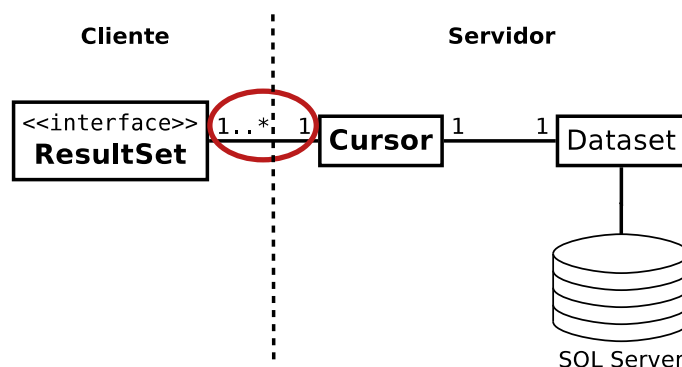 Cliente
Servidor
<<interface>>
ResultSet
1..*
1
Cursor
1
1
Dataset
SQL Server